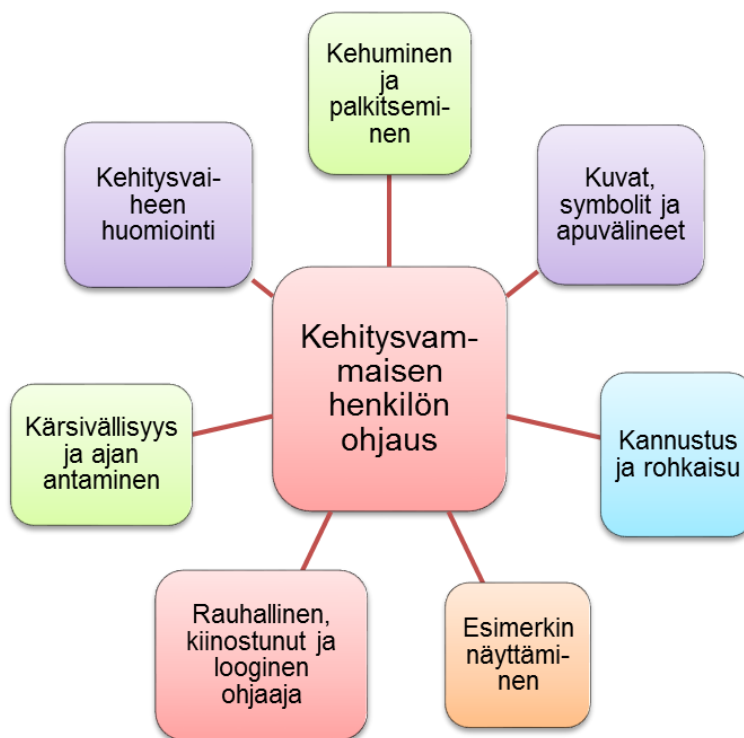 Kehuminen
ja
palkitsemi-
nen
Kehitysvai-
heen
huomiointi
Kuvat,
symbolit ja
apuvälineet
Kehitysvam-
maisen
henkilön
ohjaus
Kärsivällisyys
ja ajan
antaminen
Kannustus
ja rohkaisu
Rauhallinen,
kiinostunut ja
looginen
ohjaaja
Esimerkin
näyttämi-
nen